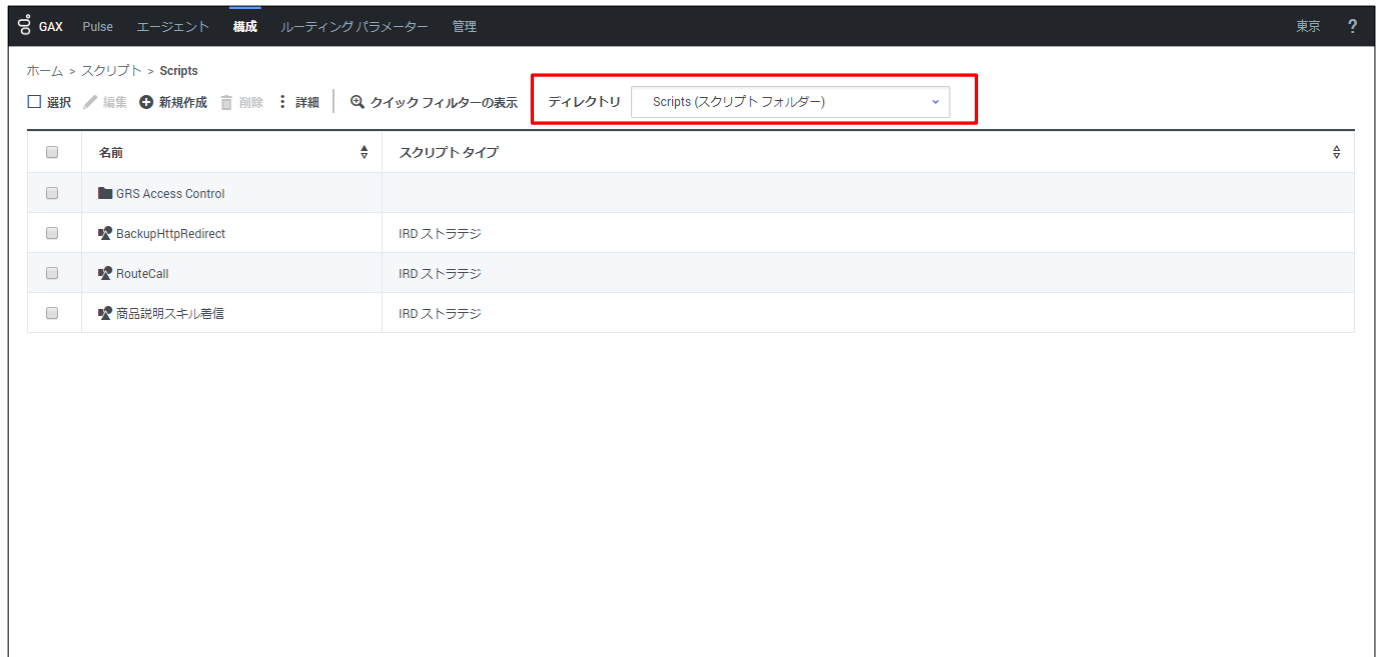 GAX Pulse エージェント 構成 ルーティング パラメーター 管理 東京 ?
ホーム > スクリプト > Scripts
選択 編集 新規作成 削除 詳細 クイック フィルターの表示 ディレクトリ Scripts (スクリプト フォルダー)
名前 スクリプト タイプ
GRS Access Control
BackupHttpRedirect IRD ストラテジ
RouteCall IRD ストラテジ
商品説明スキル着信 IRD ストラテジ